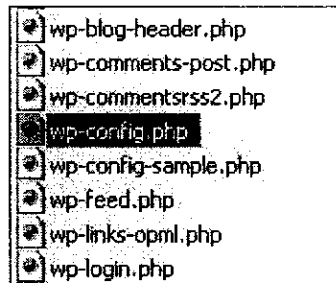 wp-blog-header.php
wp-comments-post.php
wp-commentsrss2.php
wp-config.php
wp-config-sample.php
wp-feed.php
wp-links-opml.php
wp-login.php